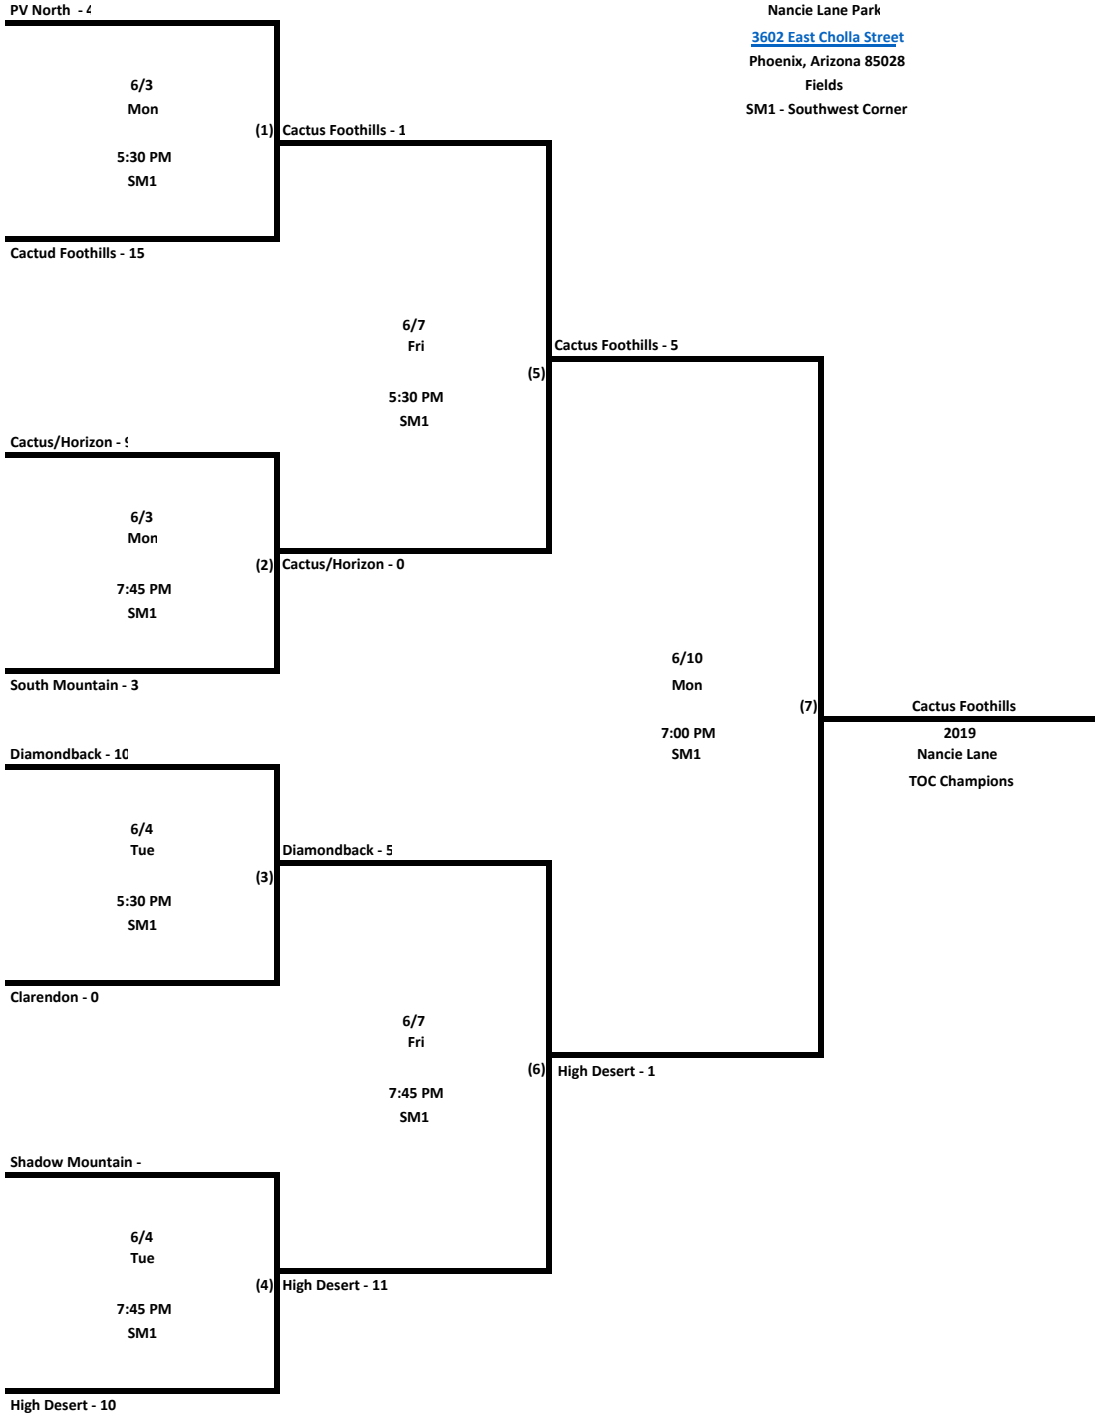 PV North - 4
Nancie Lane Park
3602 East Cholla Street
Phoenix, Arizona 85028
Fields
SM1 - Southwest Corner
6/3
Mon
(1) Cactus Foothills - 1
5:30 PM
SM1
Cactud Foothills - 15
6/7
Fri
Cactus Foothills - 5
(5)
5:30 PM
SM1
Cactus/Horizon - 9
6/3
Mon
(2) Cactus/Horizon - 0
7:45 PM
SM1
South Mountain - 3
6/10
Mon
(7) Cactus Foothills
7:00 PM
SM1
2019
Nancie Lane
TOC Champions
Diamondback - 10
6/4
Tue
Diamondback - 5
(3)
5:30 PM
SM1
Clarendon - 0
6/7
Fri
(6) High Desert - 1
7:45 PM
SM1
Shadow Mountain -
6/4
Tue
(4) High Desert - 11
7:45 PM
SM1
High Desert - 10